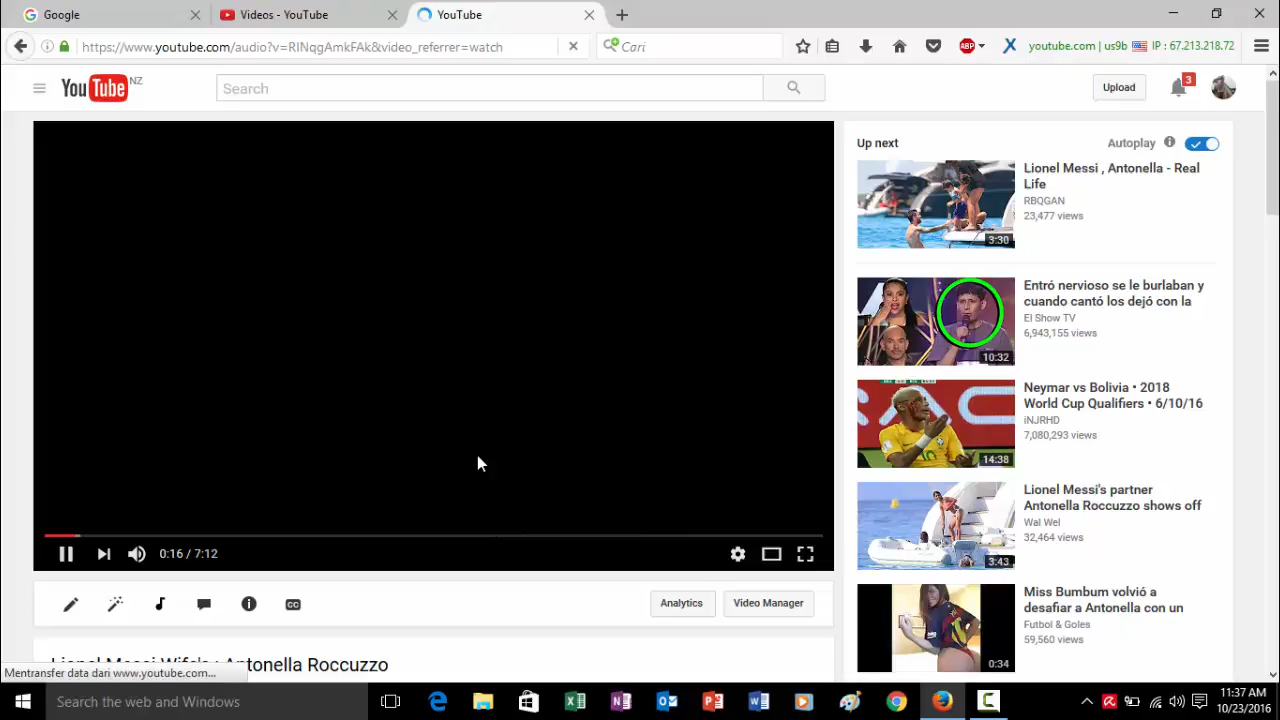 Google
Videos - YouTube
YouTube
https://www.youtube.com/audio?v=RINqgAmkFAk&video_referrer=watch
Cari
ABP
youtube.com | us9b
IP : 67.213.218.72
YouTube NZ
Search
Upload
3
Up next
Autoplay
Lionel Messi , Antonella - Real
Life
RBQGAN
23,477 views
3:30
Entró nervioso se le burlaban y
cuando cantó los dejó con la
El Show TV
6,943,155 views
10:32
Neymar vs Bolivia • 2018
World Cup Qualifiers • 6/10/16
iNJRHD
7,080,293 views
14:38
Lionel Messi's partner
Antonella Roccuzzo shows off
Wal Wel
32,464 views
3:43
Miss Bumbum volvió a
desafiar a Antonella con un
Futbol & Goles
59,560 views
0:34
0:16 / 7:12
CC
Analytics
Video Manager
Lionel Messi Wife's : Antonella Roccuzzo
Mentransfer data dari www.youtube.com...
Search the web and Windows
11:37 AM
10/23/2016